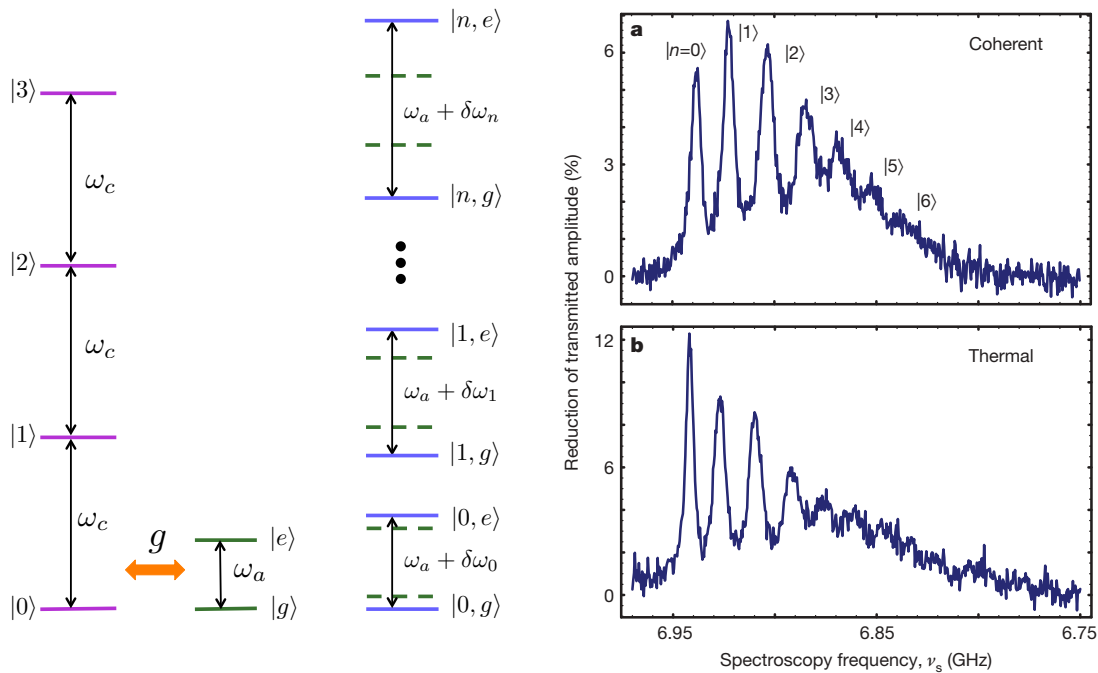 |3⟩
ω_c
|2⟩
ω_c
|1⟩
ω_c
|0⟩
g
|e⟩
ω_a
|g⟩
|n, e⟩
ω_a + δω_n
|n, g⟩
|1, e⟩
ω_a + δω_1
|1, g⟩
|0, e⟩
ω_a + δω_0
|0, g⟩
Reduction of transmitted amplitude (%)
a
Coherent
|n=0⟩
|1⟩
|2⟩
|3⟩
|4⟩
|5⟩
|6⟩
6
3
0
b
Thermal
12
6
0
6.95
6.85
6.75
Spectroscopy frequency, ν_s (GHz)